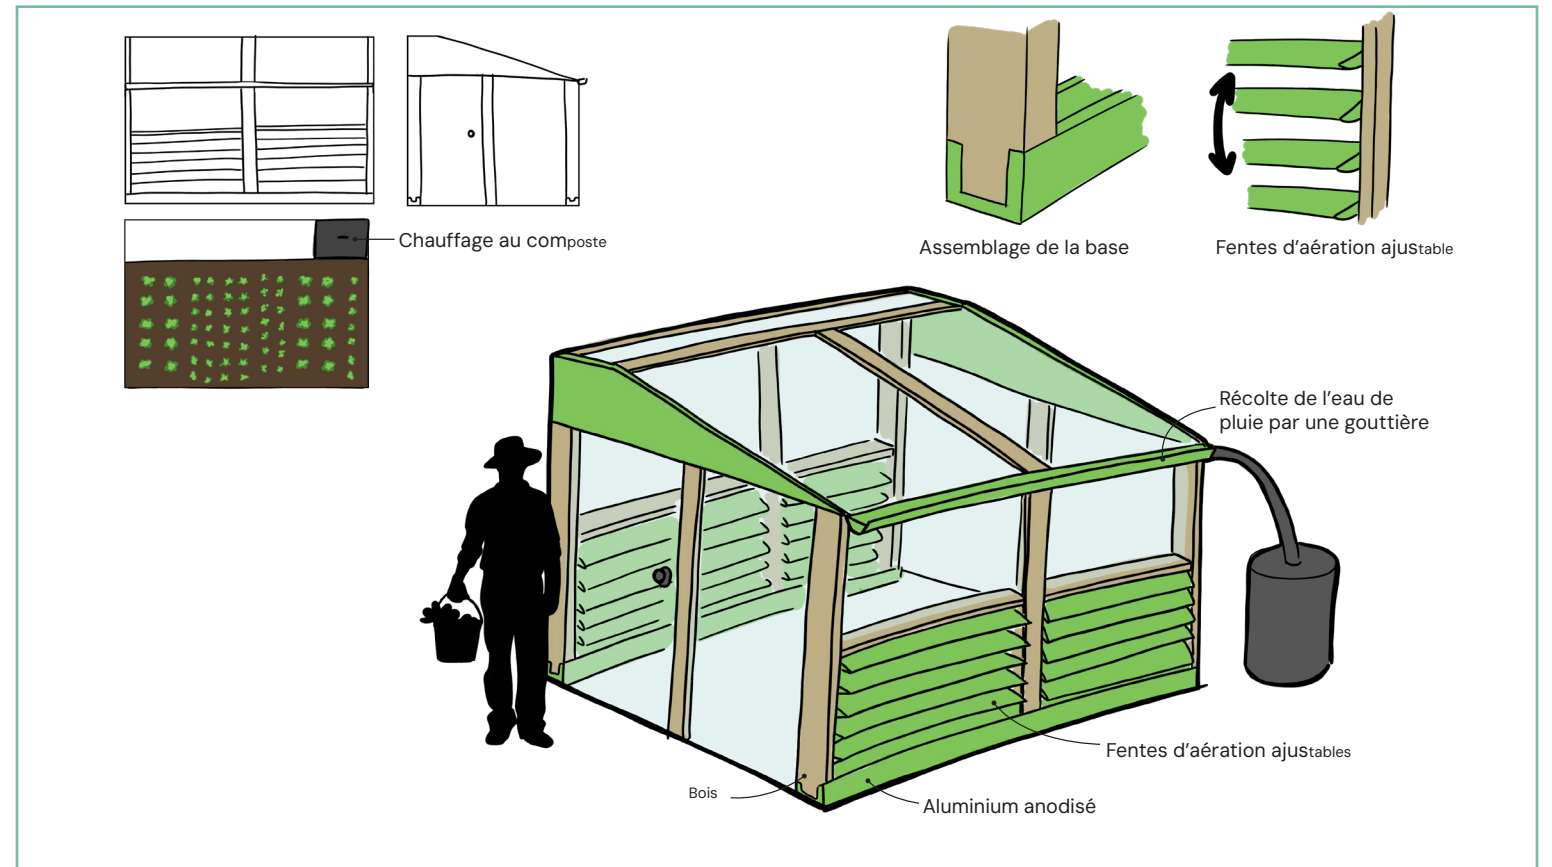 Chauffage au composte
Assemblage de la base
Fentes d'aération ajustable
Récolte de l'eau de
pluie par une gouttière
Fentes d'aération ajustables
Bois
Aluminium anodisé